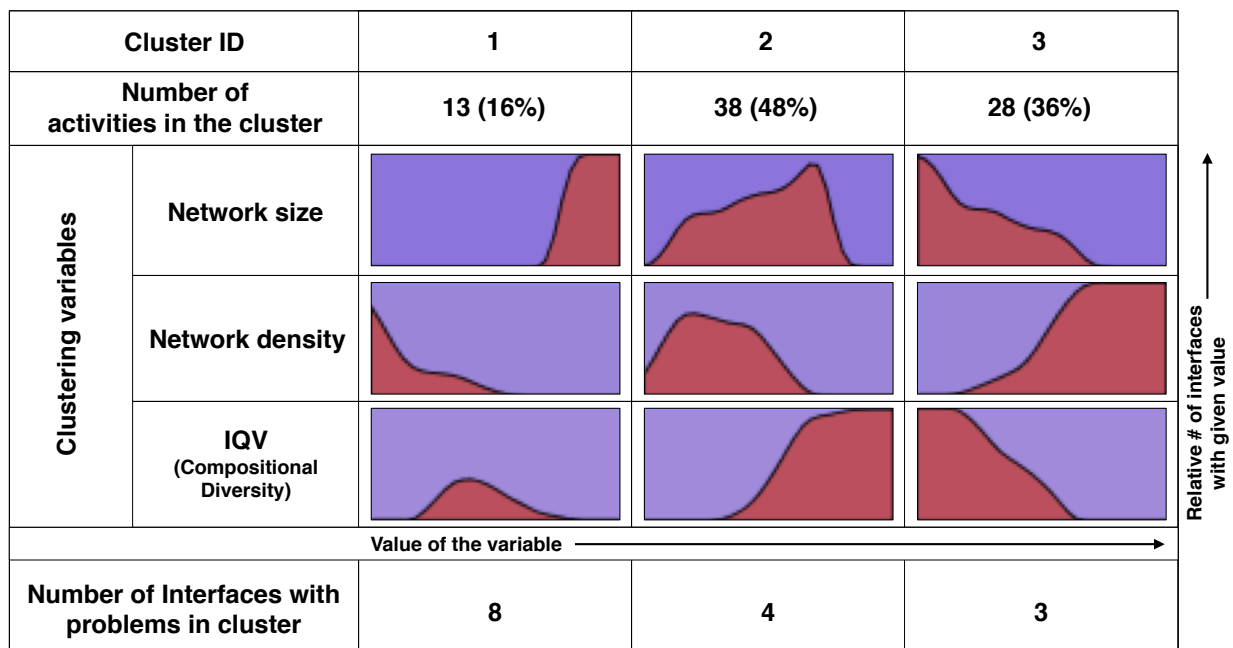 Cluster ID
1
2
3
Number of
activities in the cluster
13 (16%)
38 (48%)
28 (36%)
Clustering variables
Network size
Network density
IQV
(Compositional
Diversity)
Relative # of interfaces
with given value
Value of the variable
Number of Interfaces with
problems in cluster
8
4
3